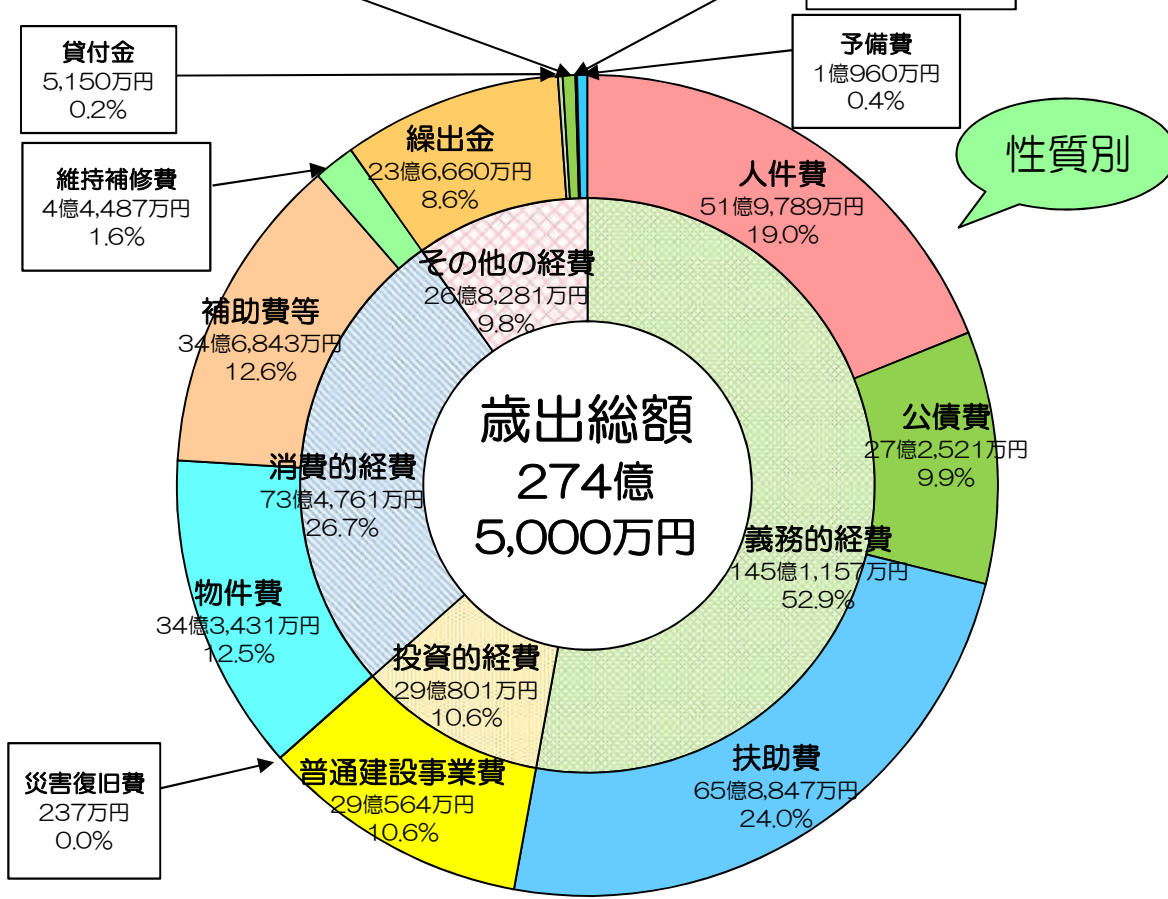 貸付金
5,150万円
0.2%
予備費
1億960万円
0.4%
性質別
維持補修費
4億4,487万円
1.6%
繰出金
23億6,660万円
8.6%
人件費
51億9,789万円
19.0%
その他の経費
26億8,281万円
9.8%
補助費等
34億6,843万円
12.6%
歳出総額
274億
5,000万円
公債費
27億2,521万円
9.9%
消費的経費
73億4,761万円
26.7%
義務的経費
145億1,157万円
52.9%
物件費
34億3,431万円
12.5%
投資的経費
29億801万円
10.6%
災害復旧費
237万円
0.0%
普通建設事業費
29億564万円
10.6%
扶助費
65億8,847万円
24.0%